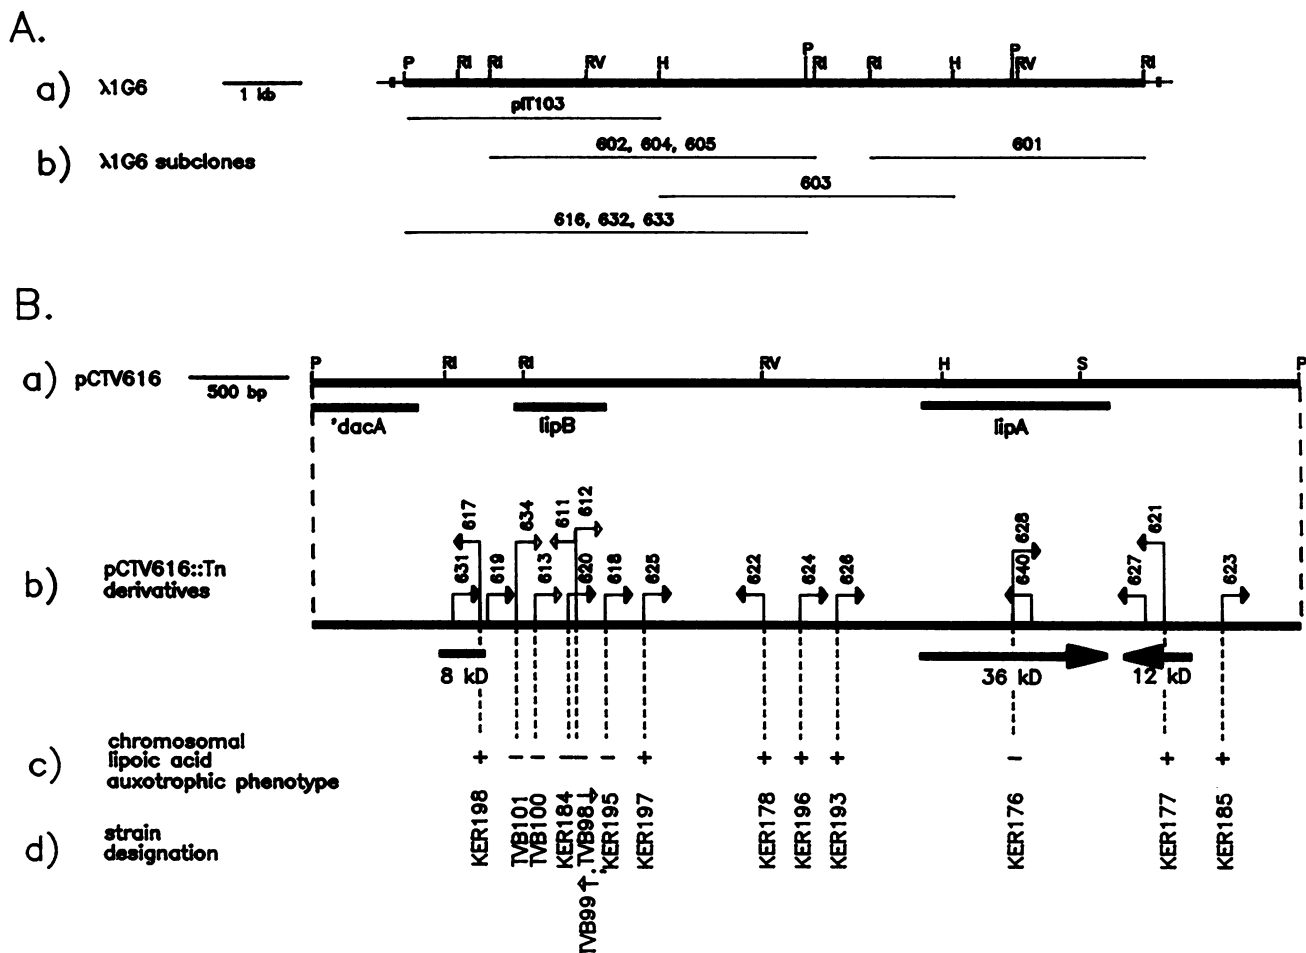 A.
P RI RI RV H P RI RI H P RV RI
a) λ1G6 1 kb
pIT103
602, 604, 605 601
b) λ1G6 subclones
603
616, 632, 633
B.
P RI RI RV H S P
a) pCTV616 500 bp
'dacA lipB lipA
617 634 611 612 628 621
631 619 613 620 618 625 622 624 626 640 627 623
b) pCTV616::Tn
derivatives
8 kD 36 kD 12 kD
chromosomal
c) lipoic acid + - - - - - + + + + - + +
auxotrophic phenotype
d) strain
designation
KER198 TVB101 TVB100 KER184 TVB98 KER195 KER197 KER178 KER196 KER193 KER176 KER177 KER185
TVB99